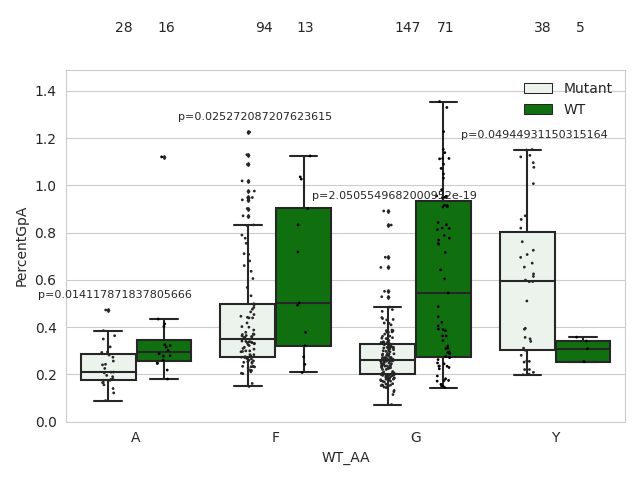 28 16 94 13 147 71 38 5
Mutant
WT
p=0.025272087207623615
p=0.04944931150315164
p=2.0505549682000952e-19
p=0.014117871837805666
PercentGpA
1.4
1.2
1.0
0.8
0.6
0.4
0.2
0.0
A F G Y
WT_AA